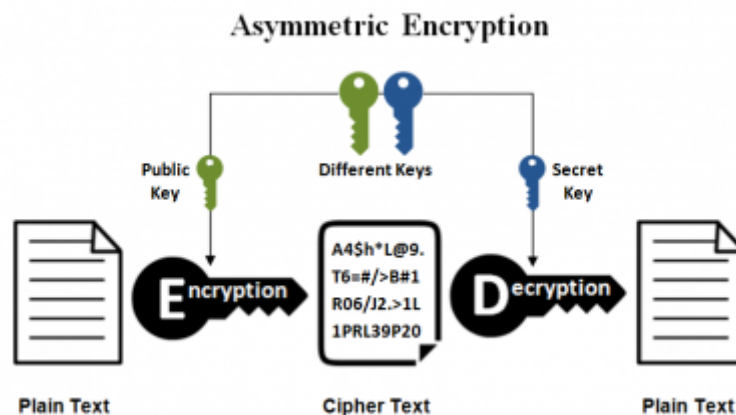 Asymmetric Encryption
Public
Key
Different Keys
Secret
Key
A4$h*L@9.
T6=#/>B#1
R06/J2.>1L
1PRL39P20
Encryption
Decryption
Plain Text
Cipher Text
Plain Text